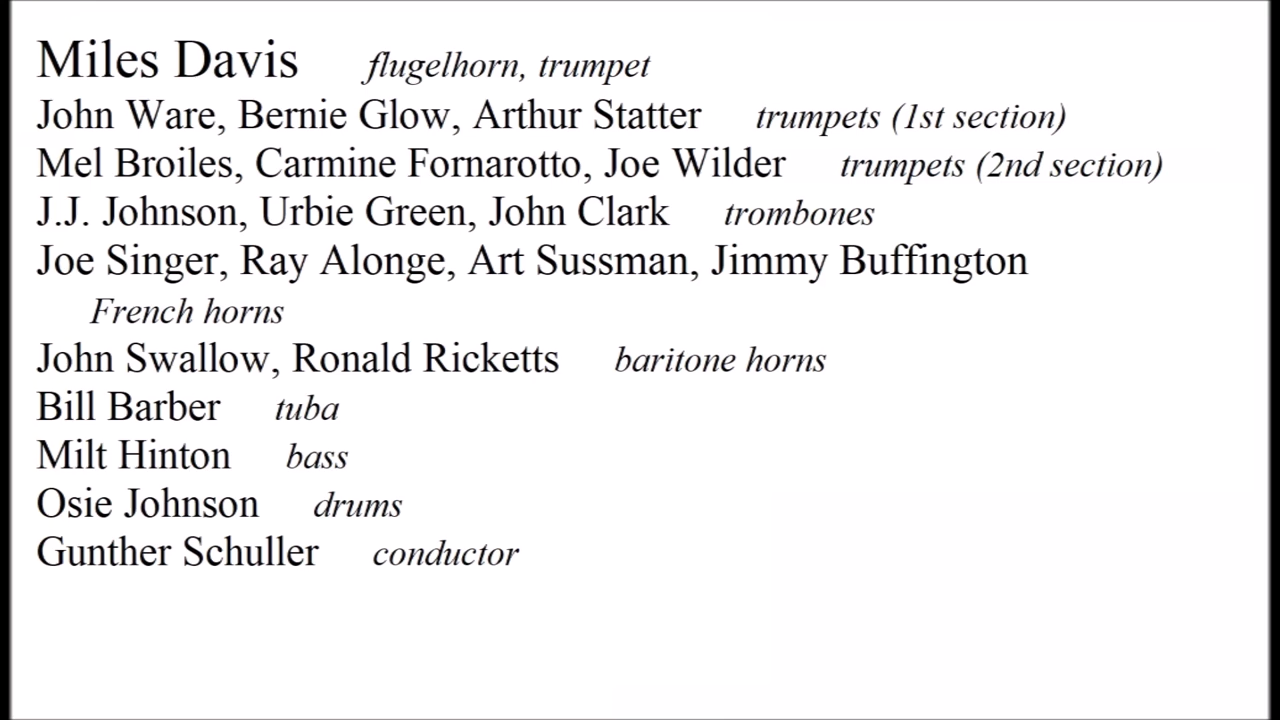 Miles Davis flugelhorn, trumpet
John Ware, Bernie Glow, Arthur Statter trumpets (1st section)
Mel Broiles, Carmine Fornarotto, Joe Wilder trumpets (2nd section)
J.J. Johnson, Urbie Green, John Clark trombones
Joe Singer, Ray Alonge, Art Sussman, Jimmy Buffington
French horns
John Swallow, Ronald Ricketts baritone horns
Bill Barber tuba
Milt Hinton bass
Osie Johnson drums
Gunther Schuller conductor